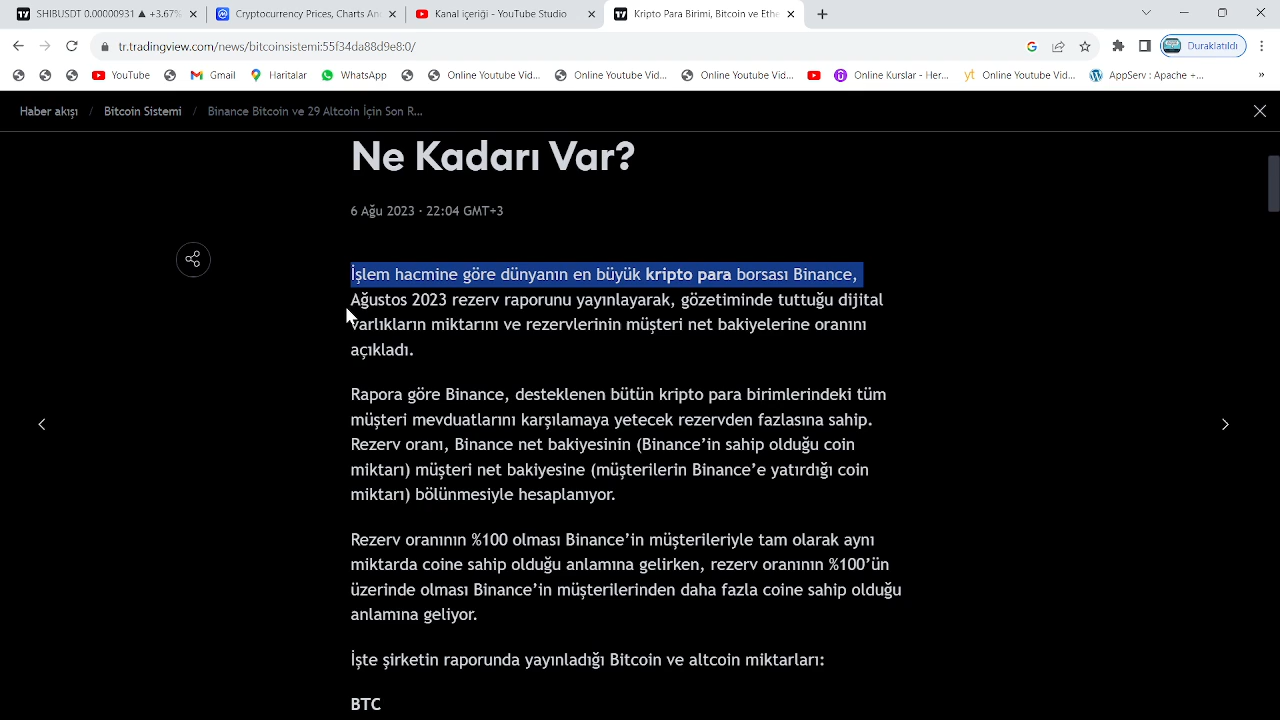 SHIBUSDT 0.00000931 ▲ +3.67%
Cryptocurrency Prices, Charts An
Kanal içeriği - YouTube Studio
Kripto Para Birimi, Bitcoin ve Ethe
tr.tradingview.com/news/bitcoinsistemi:55f34da88d9e8:0/
Duraklatıldı
YouTube
Gmail
Haritalar
WhatsApp
Online Youtube Vid...
Online Youtube Vid...
Online Youtube Vid...
Online Kurslar - Her...
yt Online Youtube Vid...
AppServ : Apache +...
»
Haber akışı / Bitcoin Sistemi / Binance Bitcoin ve 29 Altcoin İçin Son R...
Ne Kadarı Var?
6 Ağu 2023 · 22:04 GMT+3
İşlem hacmine göre dünyanın en büyük kripto para borsası Binance,
Ağustos 2023 rezerv raporunu yayınlayarak, gözetiminde tuttuğu dijital
varlıkların miktarını ve rezervlerinin müşteri net bakiyelerine oranını
açıkladı.
Rapora göre Binance, desteklenen bütün kripto para birimlerindeki tüm
müşteri mevduatlarını karşılamaya yetecek rezervden fazlasına sahip.
Rezerv oranı, Binance net bakiyesinin (Binance’in sahip olduğu coin
miktarı) müşteri net bakiyesine (müşterilerin Binance’e yatırdığı coin
miktarı) bölünmesiyle hesaplanıyor.
Rezerv oranının %100 olması Binance’in müşterileriyle tam olarak aynı
miktarda coine sahip olduğu anlamına gelirken, rezerv oranının %100’ün
üzerinde olması Binance’in müşterilerinden daha fazla coine sahip olduğu
anlamına geliyor.
İşte şirketin raporunda yayınladığı Bitcoin ve altcoin miktarları:
BTC